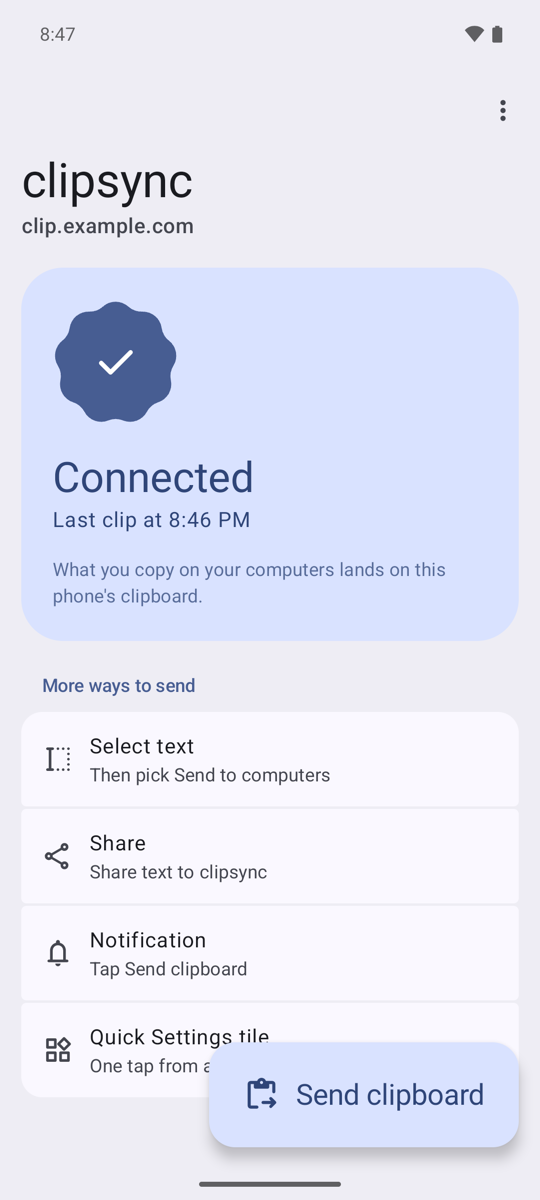 8:47
clipsync
clip.example.com
Connected
Last clip at 8:46 PM
What you copy on your computers lands on this
phone's clipboard.
More ways to send
Select text
Then pick Send to computers
Share
Share text to clipsync
Notification
Tap Send clipboard
Quick Settings tile
One tap from
Send clipboard